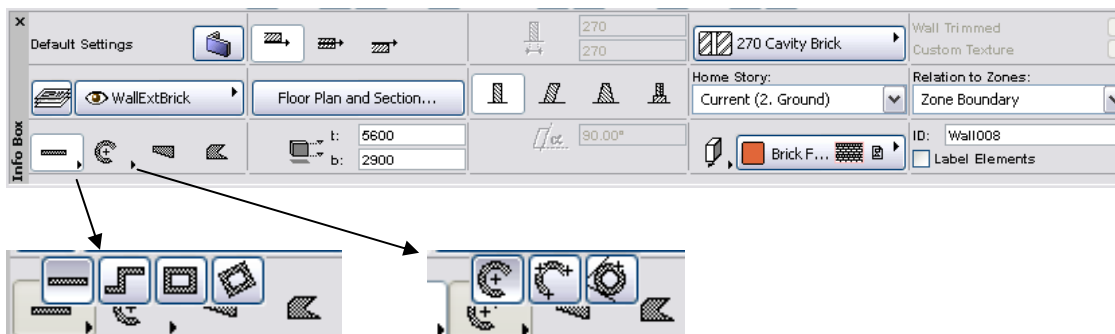 ×
Default Settings
270
270
270 Cavity Brick
Wall Trimmed
Custom Texture
WallExtBrick
Floor Plan and Section...
Home Story:
Current (2. Ground)
Relation to Zones:
Zone Boundary
Info Box
t: 5600
b: 2900
α 90.00°
Brick F...
ID: Wall008
Label Elements